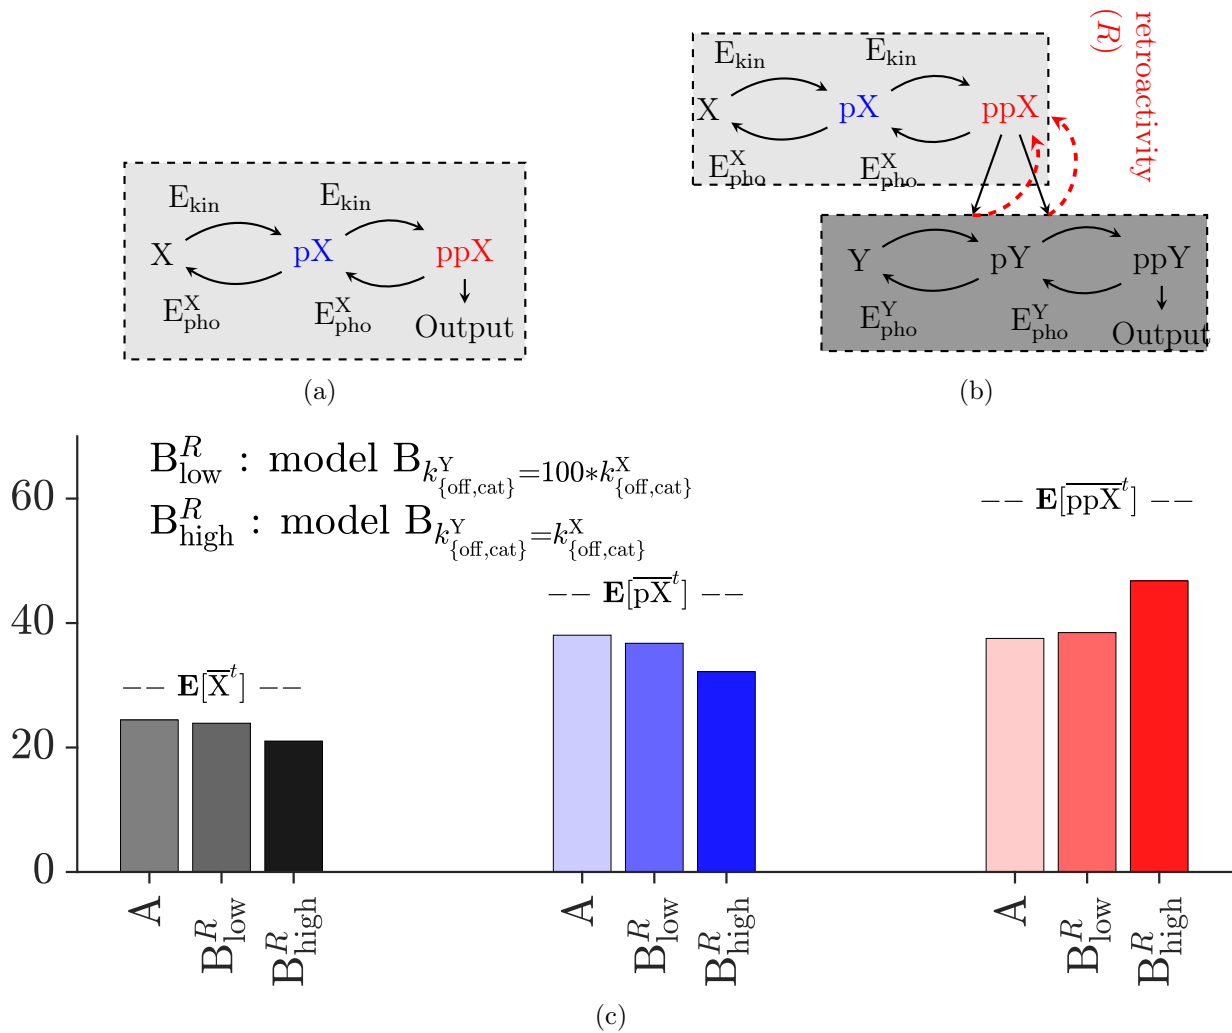 E_kin E_kin
X pX ppX
E^X_pho E^X_pho Output
(a)
retroactivity
(R)
E_kin E_kin
X pX ppX
E^X_pho E^X_pho
Y pY ppY
E^Y_pho E^Y_pho Output
(b)
B^R_low : model B_{k^Y_{off,cat}=100*k^X_{off,cat}}
B^R_high : model B_{k^Y_{off,cat}=k^X_{off,cat}}
−− E[X̅^t] −−
−− E[p̅X̅^t] −−
−− E[p̅p̅X̅^t] −−
60
40
20
0
A B^R_low B^R_high A B^R_low B^R_high A B^R_low B^R_high
(c)